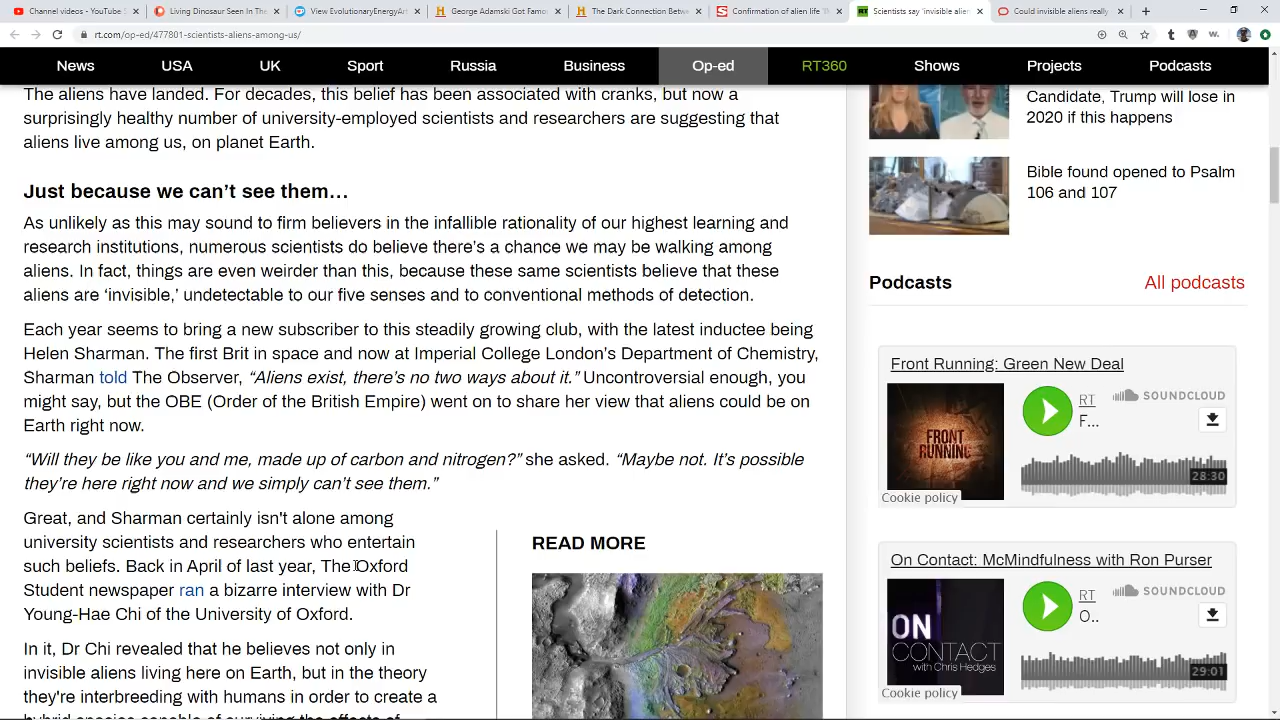 Channel videos - YouTube S
Living Dinosaur Seen In The
View EvolutionaryEnergyArt
George Adamski Got Famou
The Dark Connection Betwe
Confirmation of alien life 'Th
Scientists say 'invisible alien
Could invisible aliens really
rt.com/op-ed/477801-scientists-aliens-among-us/
News USA UK Sport Russia Business Op-ed RT360 Shows Projects Podcasts
The aliens have landed. For decades, this belief has been associated with cranks, but now a
surprisingly healthy number of university-employed scientists and researchers are suggesting that
aliens live among us, on planet Earth.
Just because we can't see them…
As unlikely as this may sound to firm believers in the infallible rationality of our highest learning and
research institutions, numerous scientists do believe there's a chance we may be walking among
aliens. In fact, things are even weirder than this, because these same scientists believe that these
aliens are 'invisible,' undetectable to our five senses and to conventional methods of detection.
Each year seems to bring a new subscriber to this steadily growing club, with the latest inductee being
Helen Sharman. The first Brit in space and now at Imperial College London's Department of Chemistry,
Sharman told The Observer, "Aliens exist, there's no two ways about it." Uncontroversial enough, you
might say, but the OBE (Order of the British Empire) went on to share her view that aliens could be on
Earth right now.
"Will they be like you and me, made up of carbon and nitrogen?" she asked. "Maybe not. It's possible
they're here right now and we simply can't see them."
Great, and Sharman certainly isn't alone among
university scientists and researchers who entertain
such beliefs. Back in April of last year, The Oxford
Student newspaper ran a bizarre interview with Dr
Young-Hae Chi of the University of Oxford.
In it, Dr Chi revealed that he believes not only in
invisible aliens living here on Earth, but in the theory
they're interbreeding with humans in order to create a
hybrid species capable of surviving the effects of
READ MORE
Candidate, Trump will lose in
2020 if this happens
Bible found opened to Psalm
106 and 107
Podcasts
All podcasts
Front Running: Green New Deal
RT
F...
SOUNDCLOUD
FRONT
RUNNING
28:30
Cookie policy
On Contact: McMindfulness with Ron Purser
RT
O..
SOUNDCLOUD
ON
CONTACT
with Chris Hedges
29:01
Cookie policy